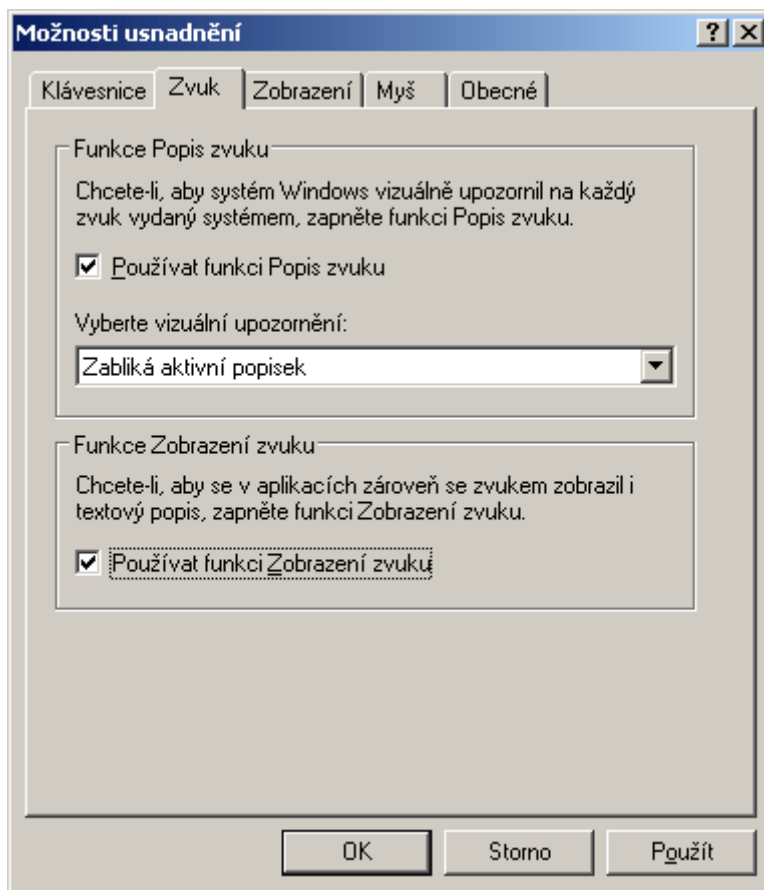 Možnosti usnadnění
Klávesnice Zvuk Zobrazení Myš Obecné
Funkce Popis zvuku
Chcete-li, aby systém Windows vizuálně upozornil na každý
zvuk vydaný systémem, zapněte funkci Popis zvuku.
Používat funkci Popis zvuku
Vyberte vizuální upozornění:
Zabliká aktivní popisek
Funkce Zobrazení zvuku
Chcete-li, aby se v aplikacích zároveň se zvukem zobrazil i
textový popis, zapněte funkci Zobrazení zvuku.
Používat funkci Zobrazení zvuku
OK Storno Použít